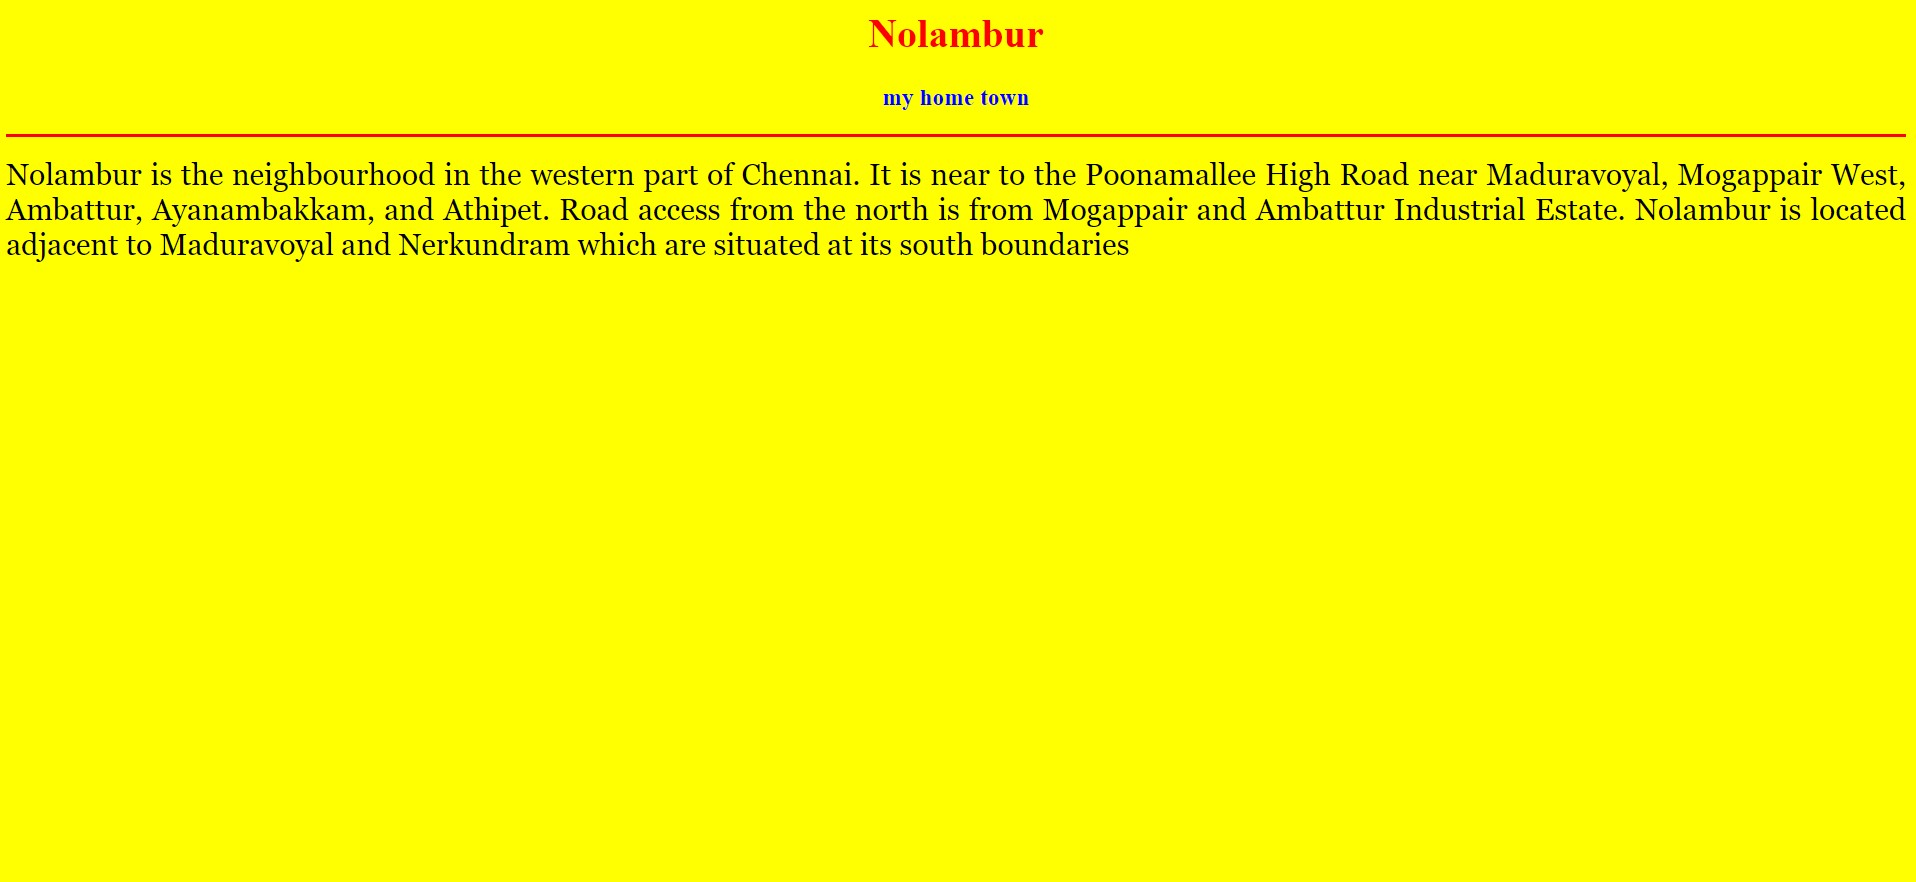 Nolambur
my home town
Nolambur is the neighbourhood in the western part of Chennai. It is near to the Poonamallee High Road near Maduravoyal, Mogappair West,
Ambattur, Ayanambakkam, and Athipet. Road access from the north is from Mogappair and Ambattur Industrial Estate. Nolambur is located
adjacent to Maduravoyal and Nerkundram which are situated at its south boundaries